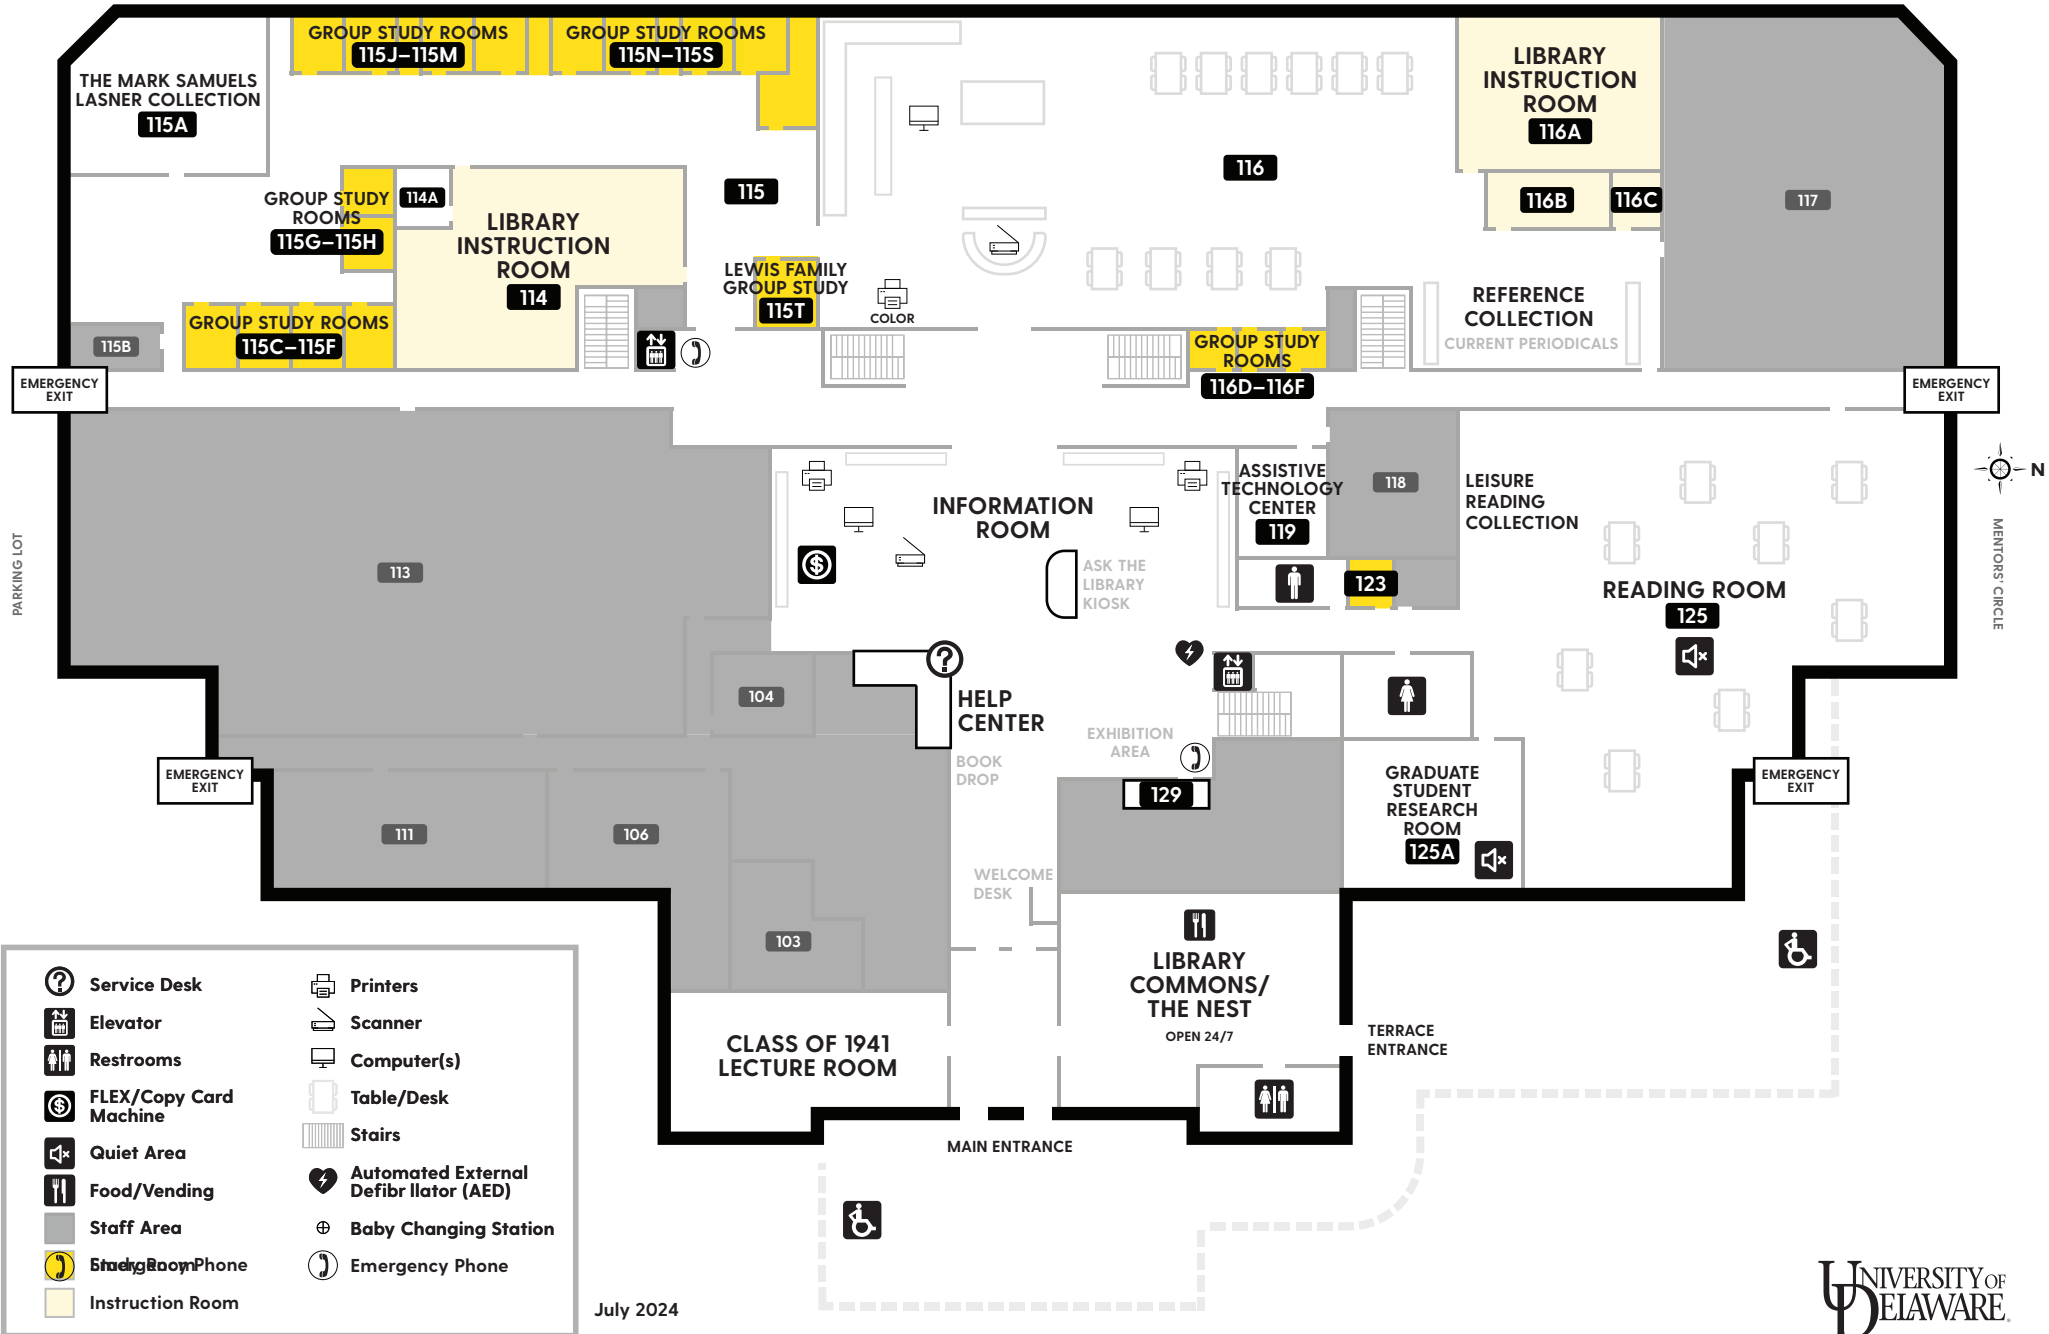 GROUP STUDY ROOMS
115J–115M
GROUP STUDY ROOMS
115N–115S
THE MARK SAMUELS
LASNER COLLECTION
115A
LIBRARY
INSTRUCTION
ROOM
116A
116B
116C
117
116
115
GROUP STUDY
ROOMS
115G–115H
114A
LIBRARY
INSTRUCTION
ROOM
114
LEWIS FAMILY
GROUP STUDY
115T
COLOR
REFERENCE
COLLECTION
CURRENT PERIODICALS
115B
GROUP STUDY ROOMS
115C–115F
GROUP STUDY
ROOMS
116D–116F
EMERGENCY
EXIT
EMERGENCY
EXIT
N
PARKING LOT
MENTORS' CIRCLE
113
INFORMATION
ROOM
ASK THE
LIBRARY
KIOSK
ASSISTIVE
TECHNOLOGY
CENTER
119
118
123
LEISURE
READING
COLLECTION
READING ROOM
125
104
HELP
CENTER
BOOK
DROP
EXHIBITION
AREA
129
EMERGENCY
EXIT
EMERGENCY
EXIT
111
106
GRADUATE
STUDENT
RESEARCH
ROOM
125A
WELCOME
DESK
103
LIBRARY
COMMONS/
THE NEST
OPEN 24/7
CLASS OF 1941
LECTURE ROOM
TERRACE
ENTRANCE
MAIN ENTRANCE
Service Desk
Elevator
Restrooms
FLEX/Copy Card
Machine
Quiet Area
Food/Vending
Staff Area
Study Room
Emergency Phone
Instruction Room
Printers
Scanner
Computer(s)
Table/Desk
Stairs
Automated External
Defibr llator (AED)
Baby Changing Station
Emergency Phone
July 2024
UNIVERSITY OF
DELAWARE